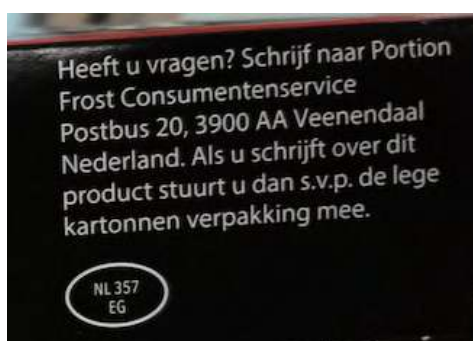 Heeft u vragen? Schrijf naar Portion
Frost Consumentenservice
Postbus 20, 3900 AA Veenendaal
Nederland. Als u schrijft over dit
product stuurt u dan s.v.p. de lege
kartonnen verpakking mee.
NL 357
EG